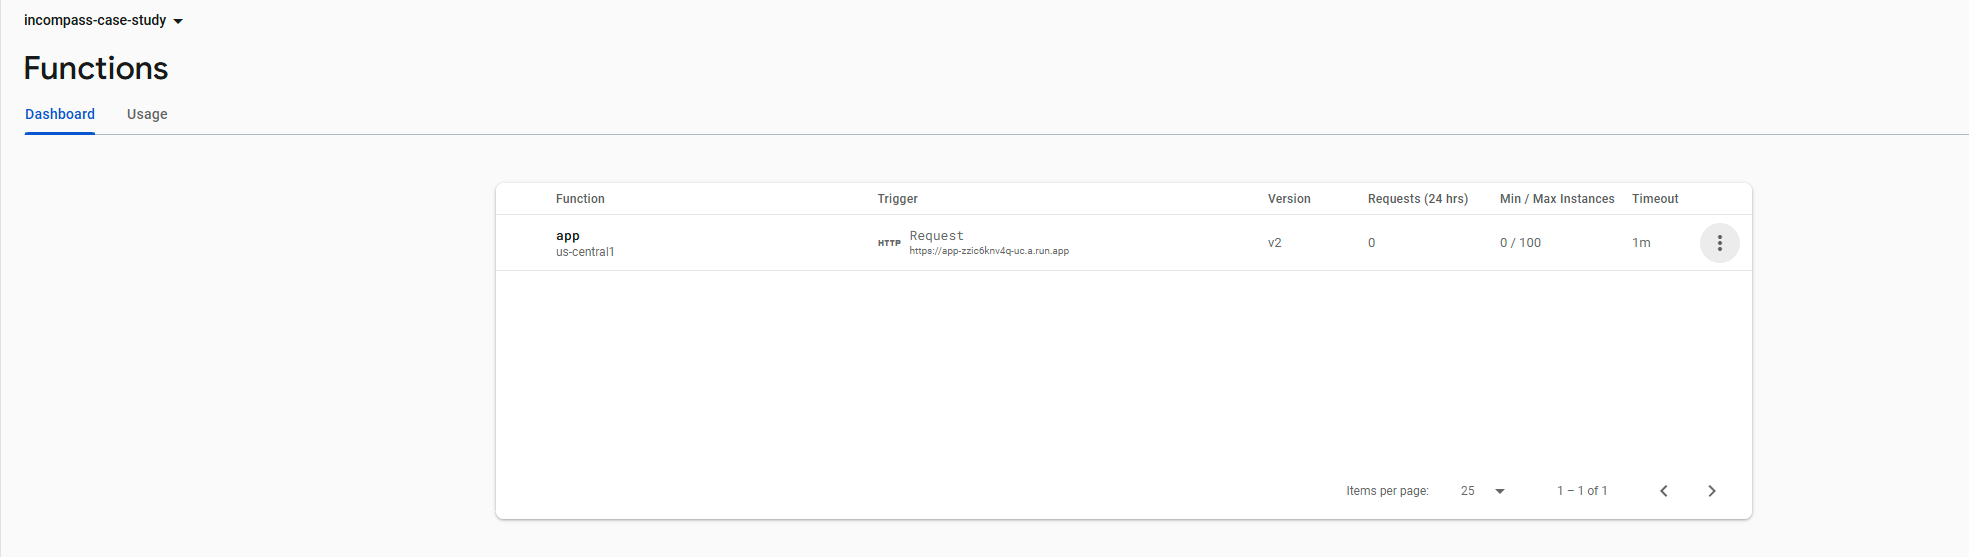 incompass-case-study
Functions
Dashboard Usage
Function Trigger Version Requests (24 hrs) Min / Max Instances Timeout
app HTTP Request v2 0 0 / 100 1m
us-central1 https://app-zzic6knv4q-uc.a.run.app
Items per page: 25 1 – 1 of 1